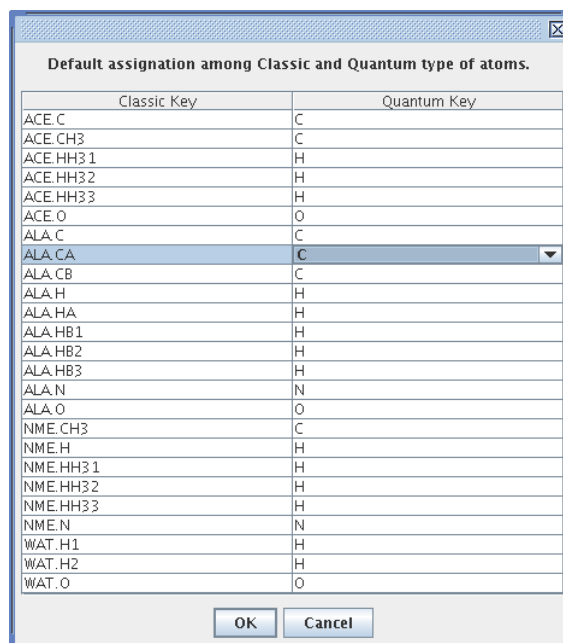 Default assignation among Classic and Quantum type of atoms.
Classic Key Quantum Key
ACE.C C
ACE.CH3 C
ACE.HH31 H
ACE.HH32 H
ACE.HH33 H
ACE.O O
ALA.C C
ALA.CA C
ALA.CB C
ALA.H H
ALA.HA H
ALA.HB1 H
ALA.HB2 H
ALA.HB3 H
ALA.N N
ALA.O O
NME.CH3 C
NME.H H
NME.HH31 H
NME.HH32 H
NME.HH33 H
NME.N N
WAT.H1 H
WAT.H2 H
WAT.O O
OK Cancel